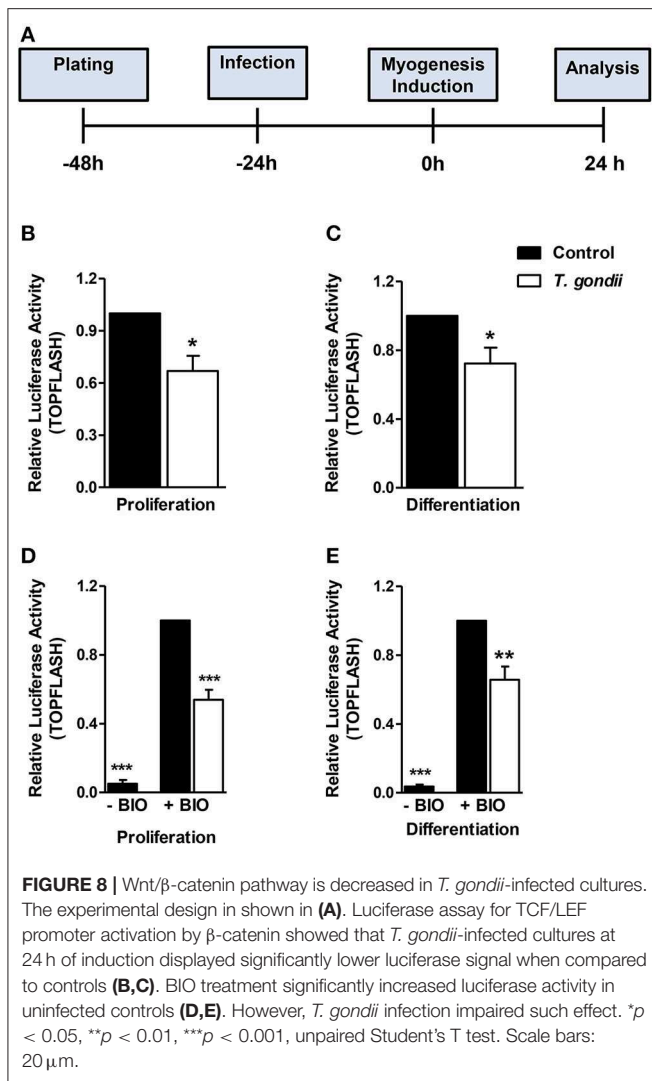 A
Plating
Infection
Myogenesis
Induction
Analysis
-48h
-24h
0h
24 h
B
Relative Luciferase Activity
(TOPFLASH)
1.2
0.9
0.6
0.3
0.0
*
Proliferation
C
Control
T. gondii
Relative Luciferase Activity
(TOPFLASH)
1.2
0.8
0.4
0.0
*
Differentiation
D
Relative Luciferase Activity
(TOPFLASH)
1.2
0.8
0.4
0.0
***
***
- BIO + BIO
Proliferation
E
Relative Luciferase Activity
(TOPFLASH)
1.2
0.8
0.4
0.0
***
**
- BIO + BIO
Differentiation
FIGURE 8 | Wnt/β-catenin pathway is decreased in T. gondii-infected cultures.
The experimental design in shown in (A). Luciferase assay for TCF/LEF
promoter activation by β-catenin showed that T. gondii-infected cultures at
24 h of induction displayed significantly lower luciferase signal when compared
to controls (B,C). BIO treatment significantly increased luciferase activity in
uninfected controls (D,E). However, T. gondii infection impaired such effect. *p
< 0.05, **p < 0.01, ***p < 0.001, unpaired Student's T test. Scale bars:
20 μm.